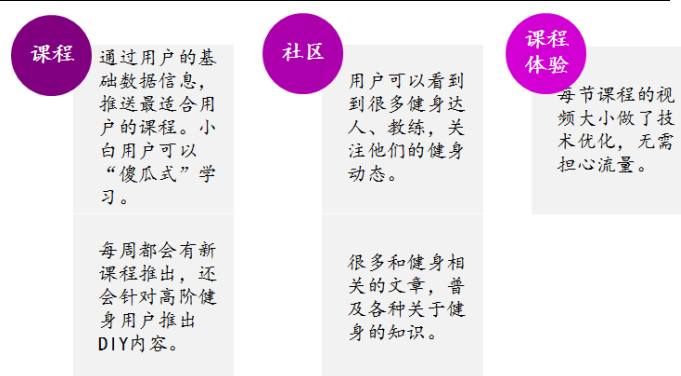 课程
通过用户的基
础数据信息，
推送最适合用
户的课程。小
白用户可以
“傻瓜式”学
习。
每周都会有新
课程推出，还
会针对高阶健
身用户推出
DIY内容。
社区
用户可以看到
到很多健身达
人、教练，关
注他们的健身
动态。
很多和健身相
关的文章，普
及各种关于健
身的知识。
课程
体验
每节课程的视
频大小做了技
术优化，无需
担心流量。